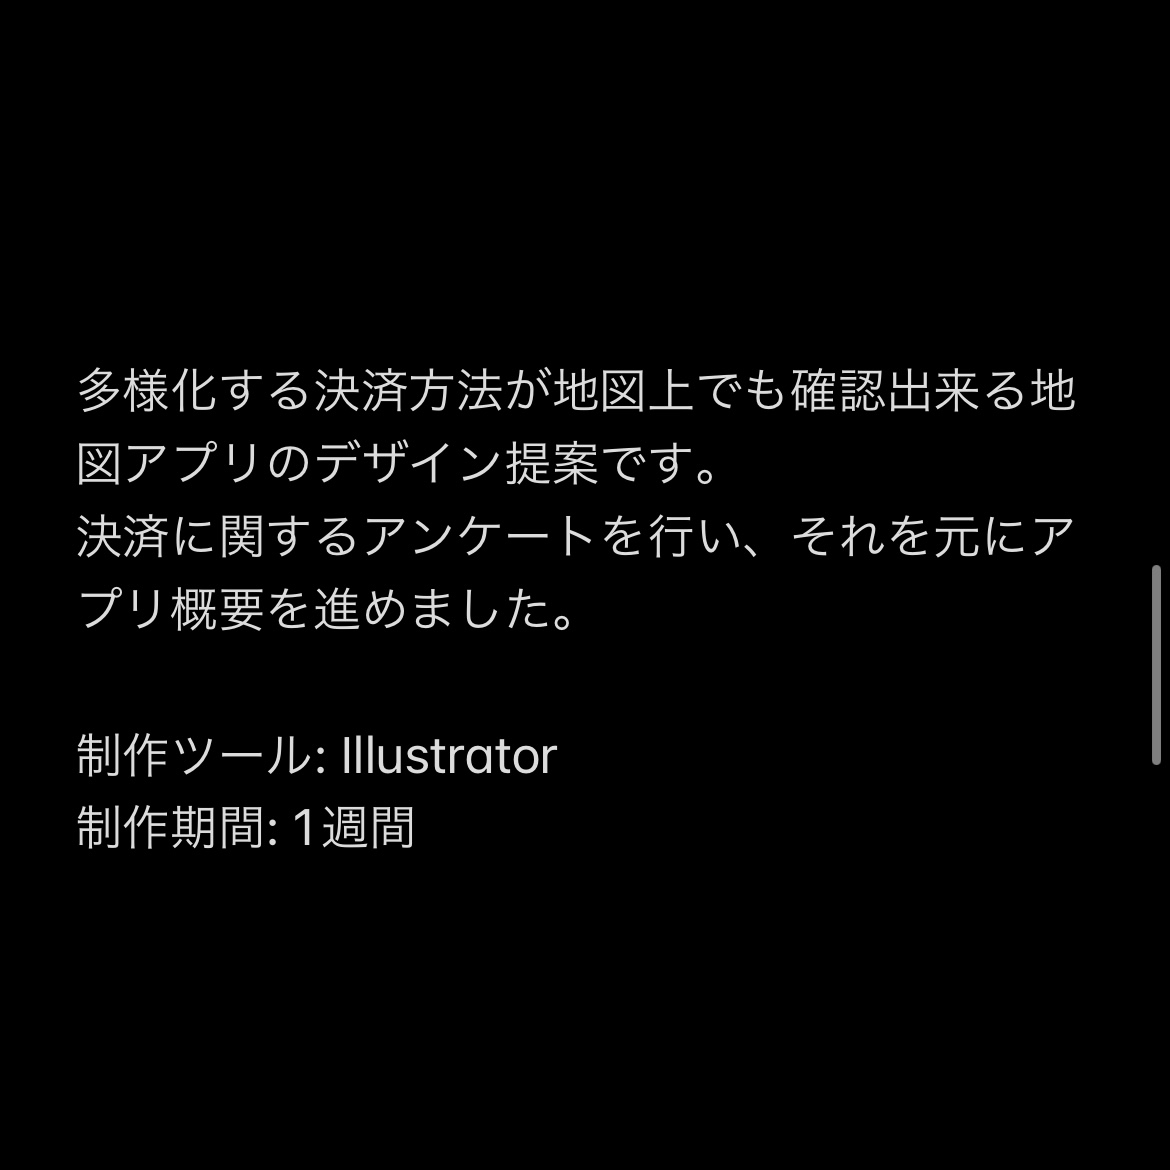 多様化する決済方法が地図上でも確認出来る地
図アプリのデザイン提案です。
決済に関するアンケートを行い、それを元にア
プリ概要を進めました。
制作ツール: Illustrator
制作期間: 1週間